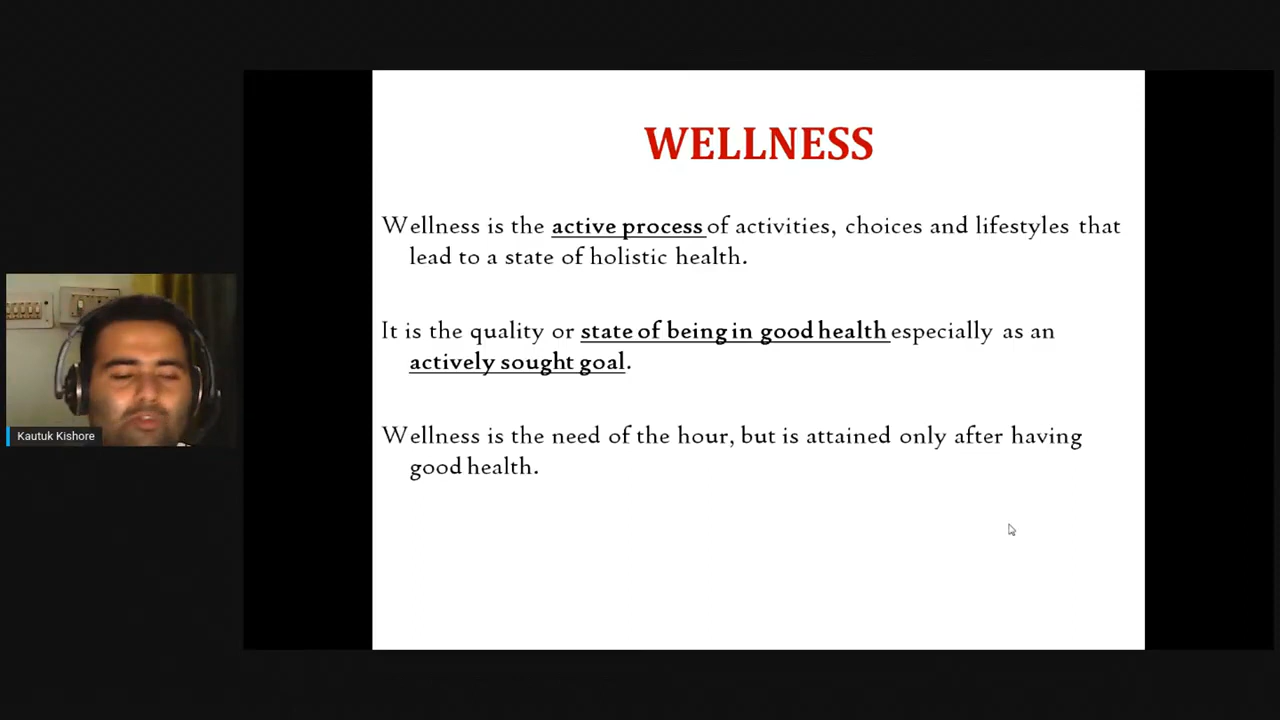 WELLNESS
Wellness is the active process of activities, choices and lifestyles that
lead to a state of holistic health.
It is the quality or state of being in good health especially as an
actively sought goal.
Wellness is the need of the hour, but is attained only after having
good health.
Kautuk Kishore